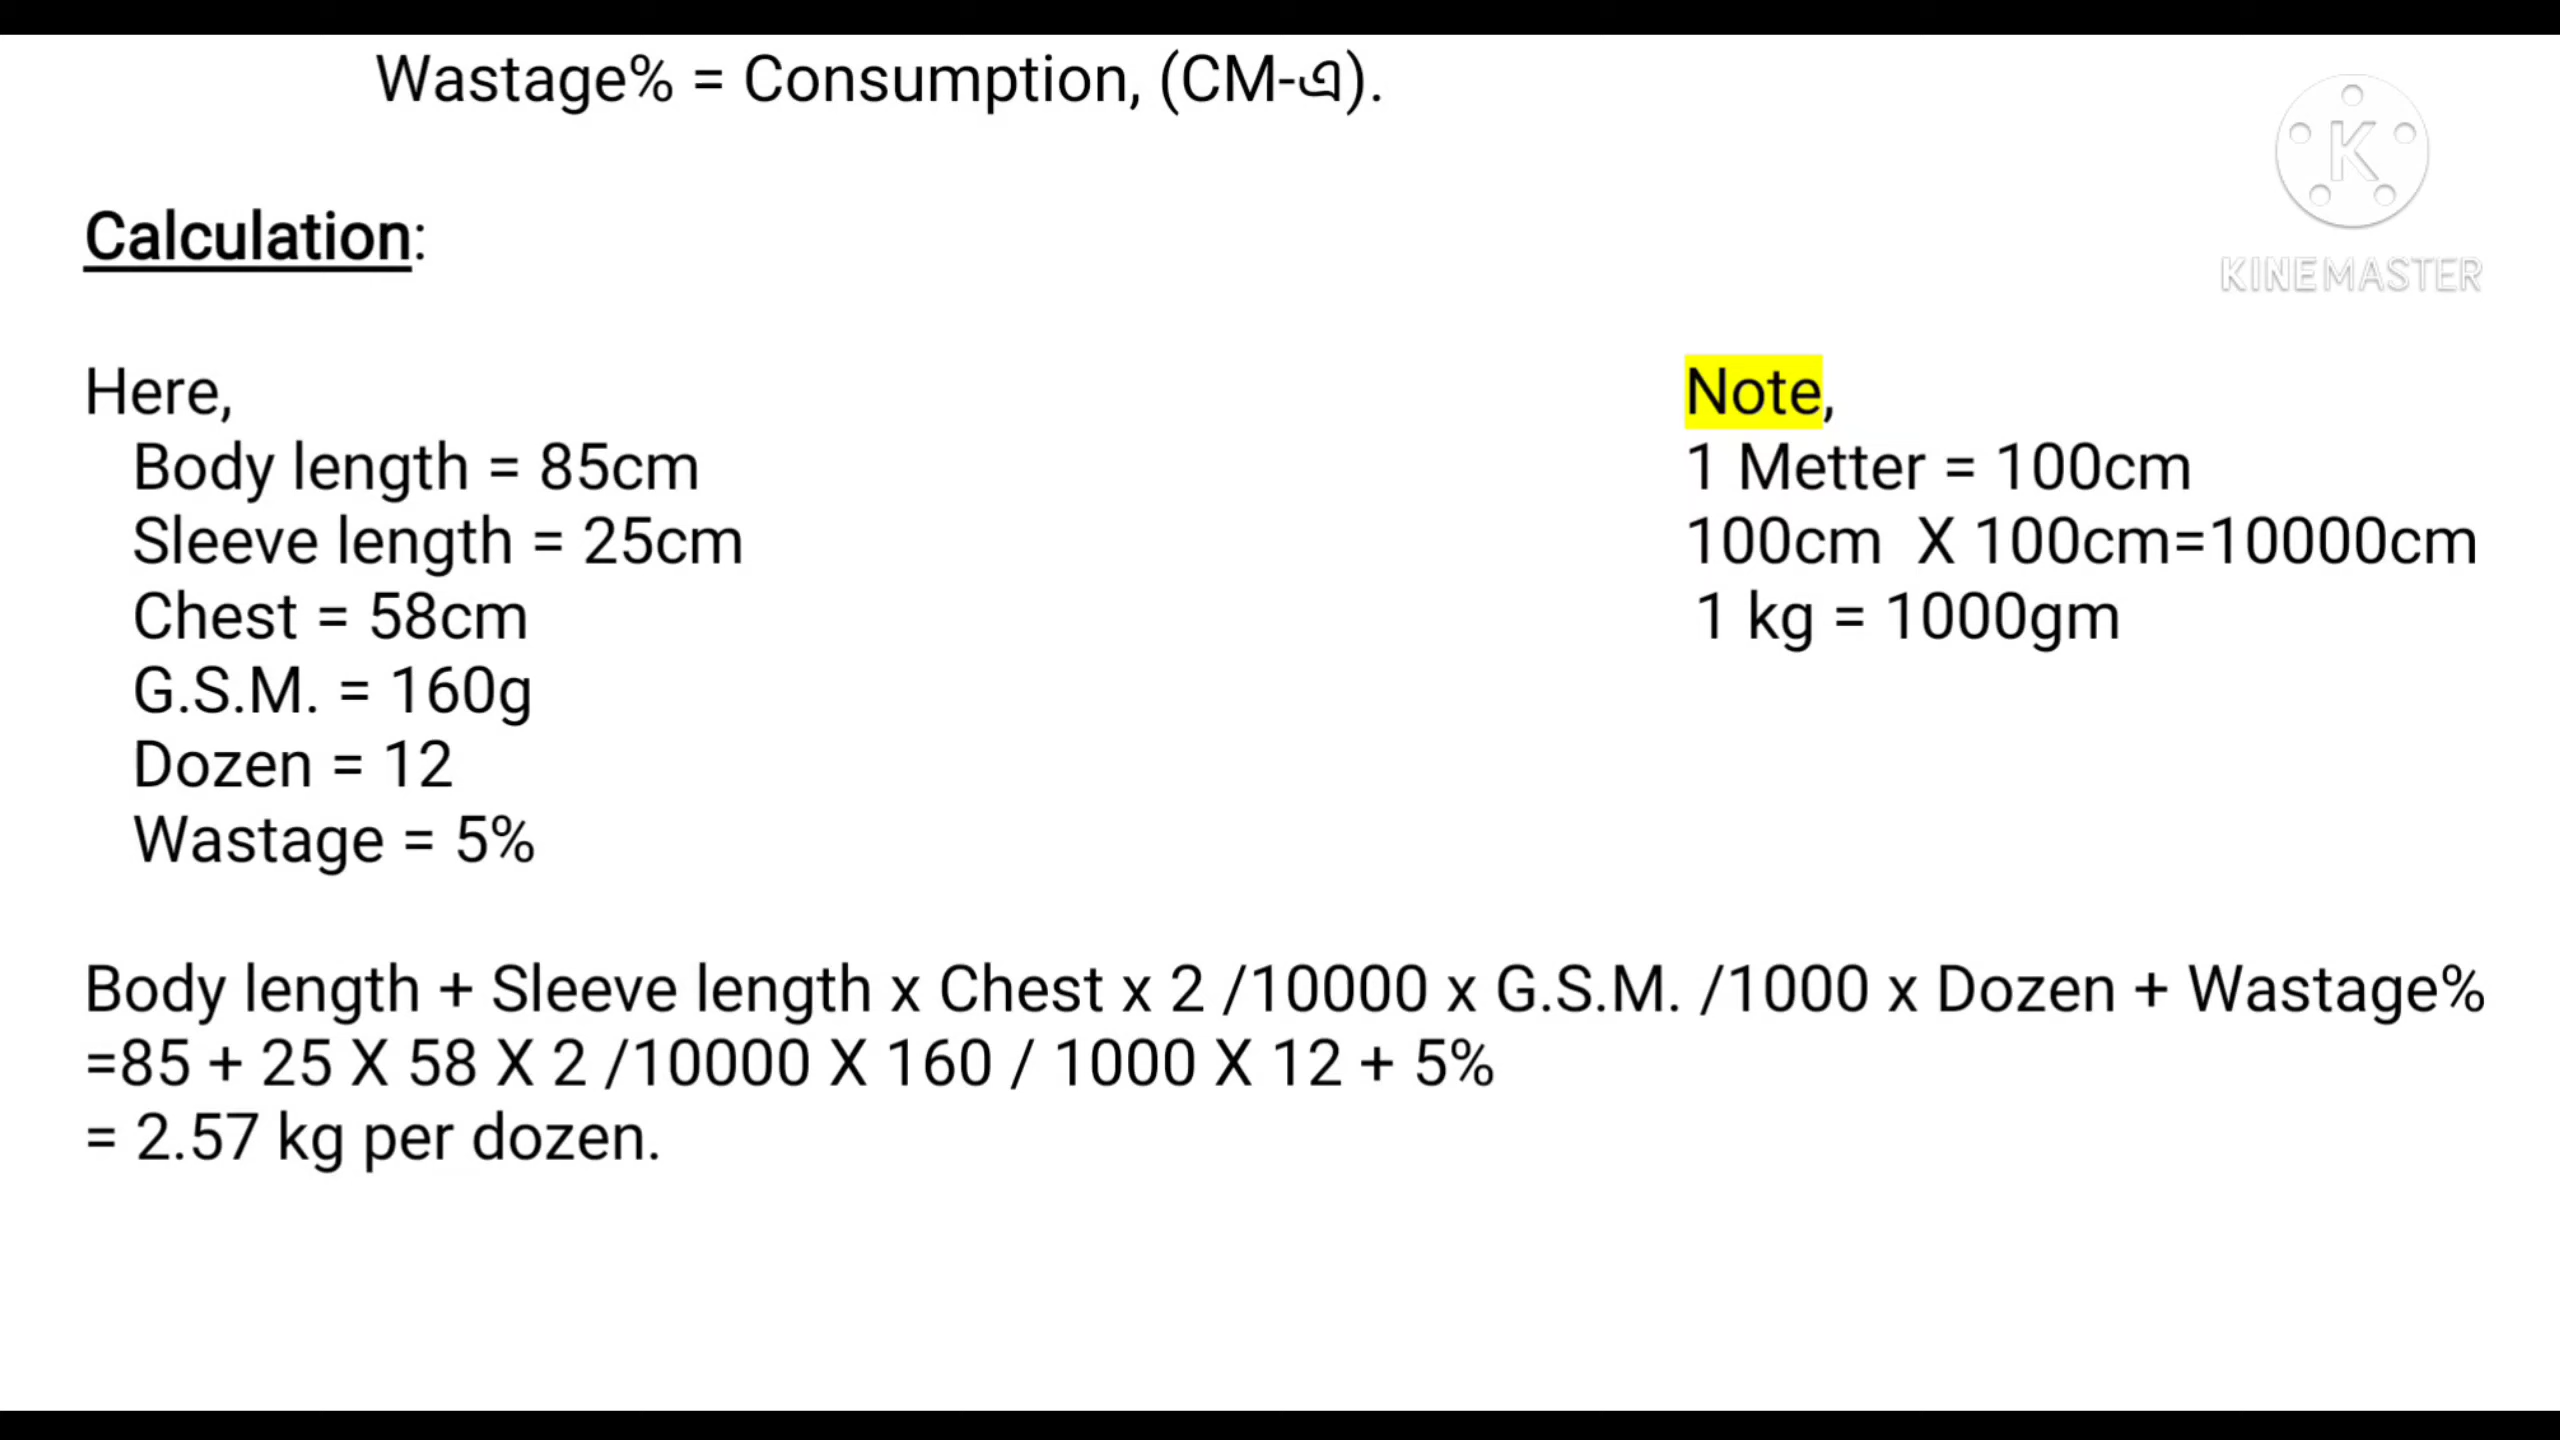 Wastage% = Consumption, (CM-এ).
KINEMASTER
Calculation:
Here,
Body length = 85cm
Sleeve length = 25cm
Chest = 58cm
G.S.M. = 160g
Dozen = 12
Wastage = 5%
Note,
1 Metter = 100cm
100cm X 100cm=10000cm
1 kg = 1000gm
Body length + Sleeve length x Chest x 2 /10000 x G.S.M. /1000 x Dozen + Wastage%
=85 + 25 X 58 X 2 /10000 X 160 / 1000 X 12 + 5%
= 2.57 kg per dozen.